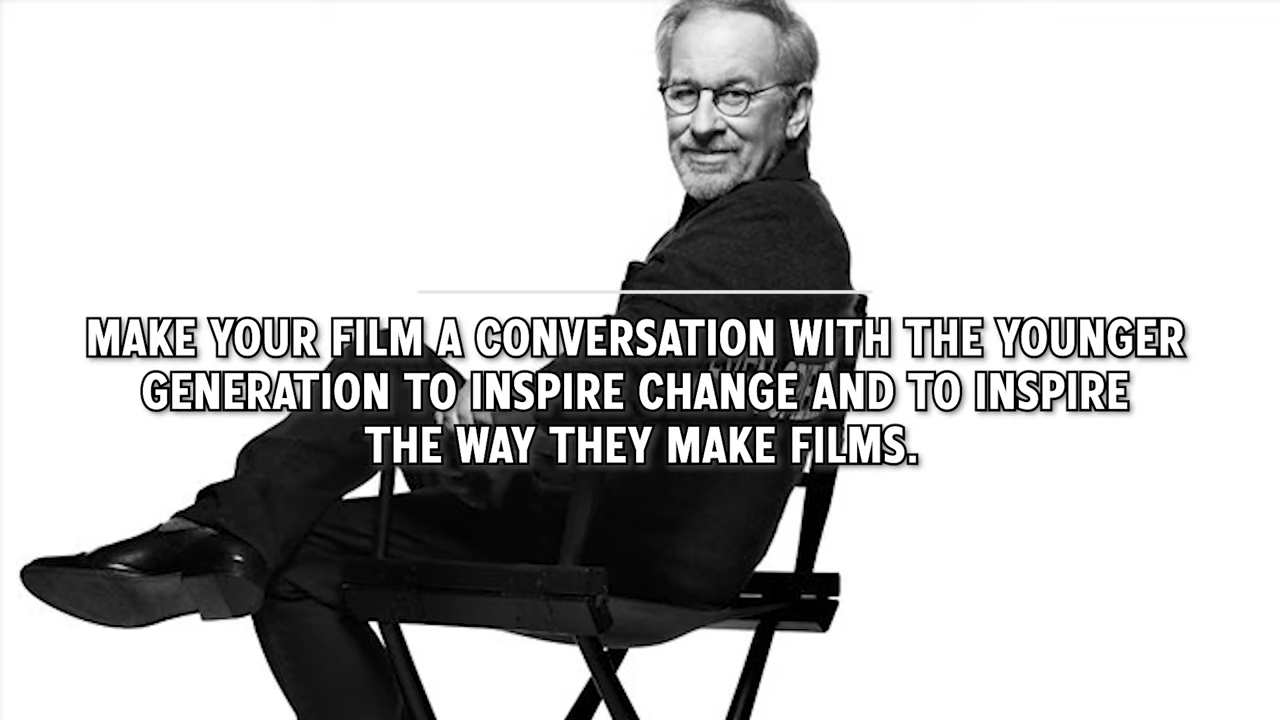 MAKE YOUR FILM A CONVERSATION WITH THE YOUNGER
GENERATION TO INSPIRE CHANGE AND TO INSPIRE
THE WAY THEY MAKE FILMS.